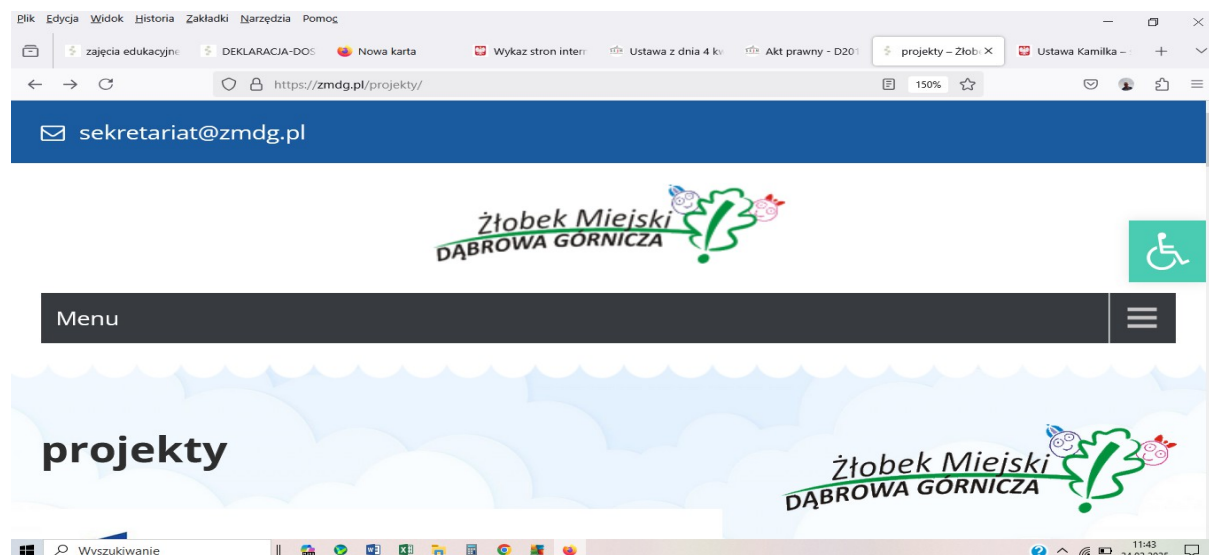 Plik Edycja Widok Historia Zakładki Narzędzia Pomoc
zajęcia edukacyjne DEKLARACJA-DOS Nowa karta Wykaz stron intern Ustawa z dnia 4 kw Akt prawny - D201 projekty – Żłob Ustawa Kamilka –
https://zmdg.pl/projekty/ 150%
sekretariat@zmdg.pl
Żłobek Miejski
DĄBROWA GÓRNICZA
Menu
projekty
Żłobek Miejski
DĄBROWA GÓRNICZA
Wyszukiwanie
11:43